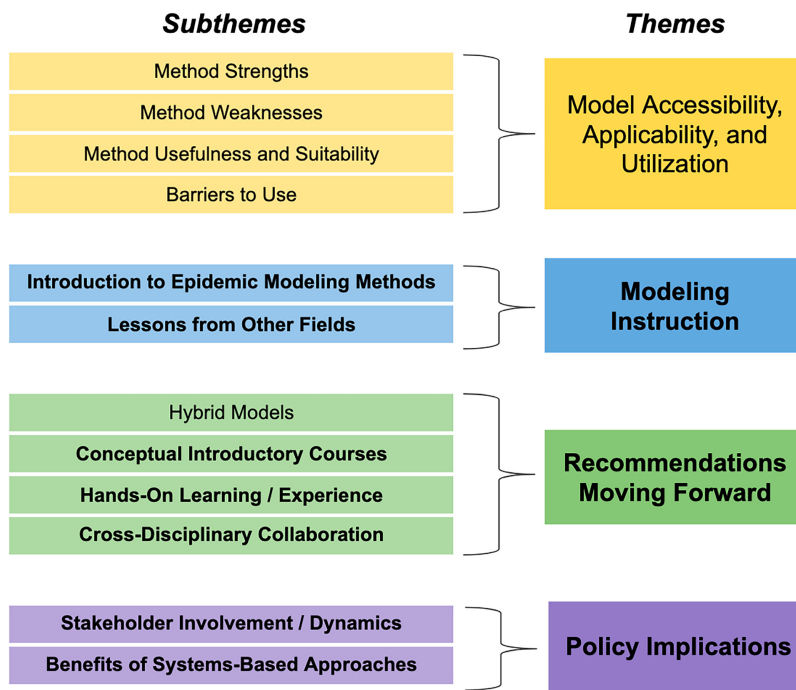 Subthemes
Themes
Method Strengths
Method Weaknesses
Method Usefulness and Suitability
Barriers to Use
Model Accessibility,
Applicability, and
Utilization
Introduction to Epidemic Modeling Methods
Lessons from Other Fields
Modeling
Instruction
Hybrid Models
Conceptual Introductory Courses
Hands-On Learning / Experience
Cross-Disciplinary Collaboration
Recommendations
Moving Forward
Stakeholder Involvement / Dynamics
Benefits of Systems-Based Approaches
Policy Implications